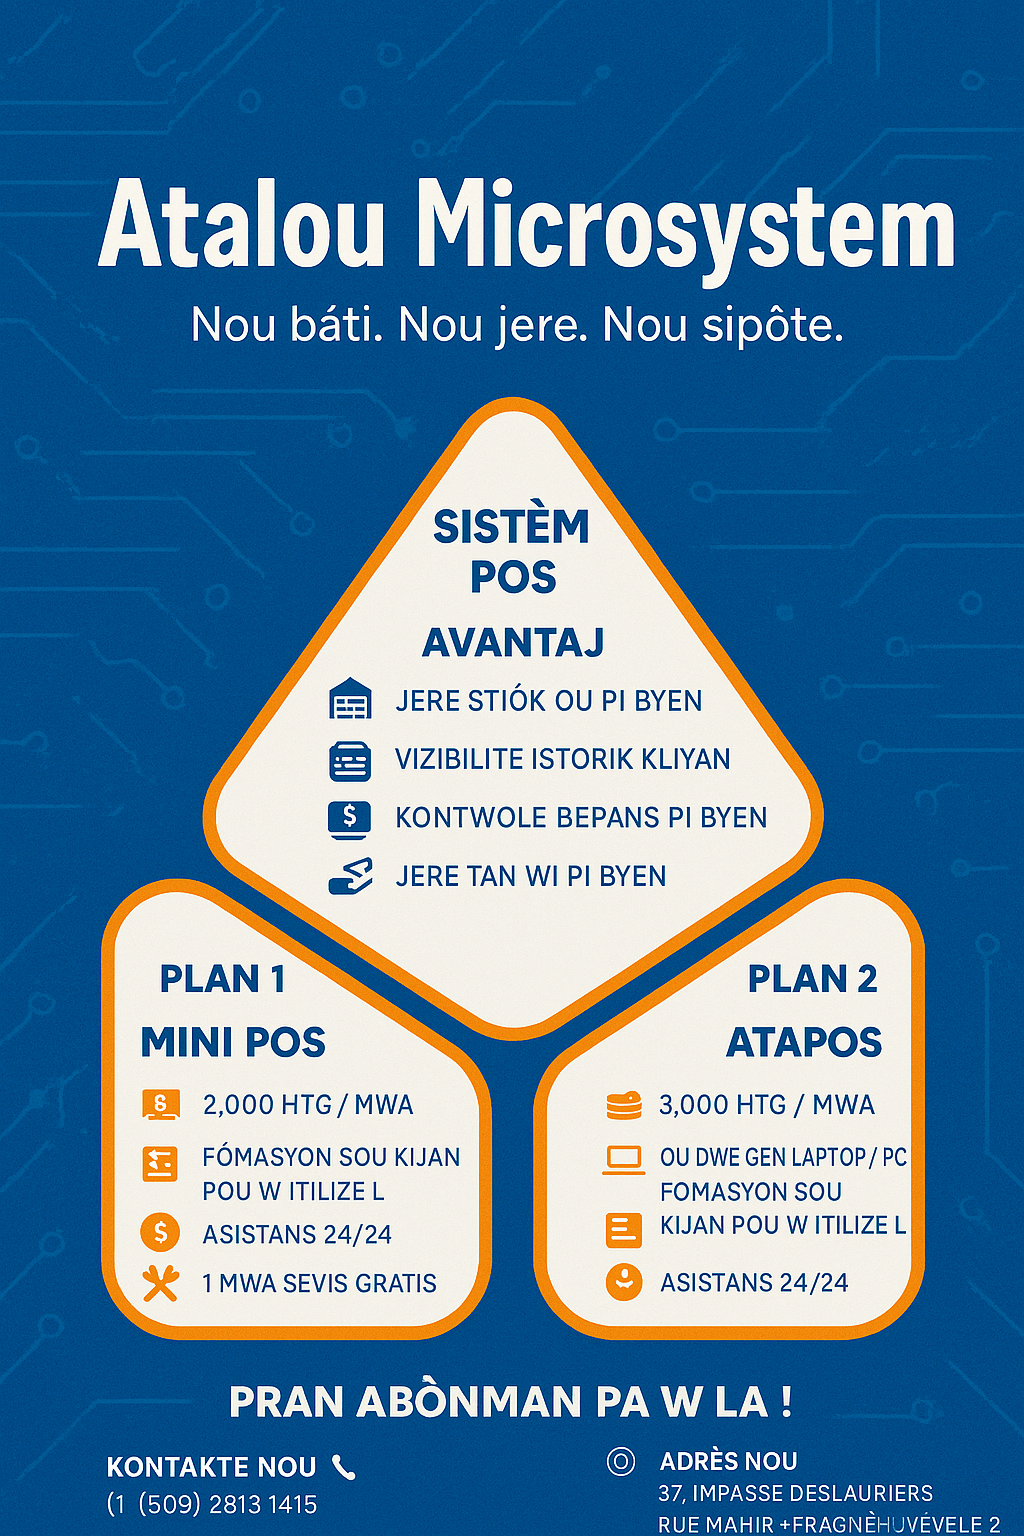 Atalou Microsystem
Nou báti. Nou jere. Nou sipôte.
SISTÈM
POS
AVANTAJ
JERE STIÓK OU PI BYEN
VIZIBILITE ISTORIK KLIYAN
KONTWOLE BEPANS PI BYEN
JERE TAN WI PI BYEN
PLAN 1
MINI POS
2,000 HTG / MWA
FÓMASYON SOU KIJAN
POU W ITILIZE L
ASISTANS 24/24
1 MWA SEVIS GRATIS
PLAN 2
ATAPOS
3,000 HTG / MWA
OU DWE GEN LAPTOP / PC
FOMASYON SOU
KIJAN POU W ITILIZE L
ASISTANS 24/24
PRAN ABÒNMAN PA W LA !
KONTAKTE NOU
(1 (509) 2813 1415
ADRÈS NOU
37, IMPASSE DESLAURIERS
RUE MAHIR +FRAGNÈHUVÉVELE 2